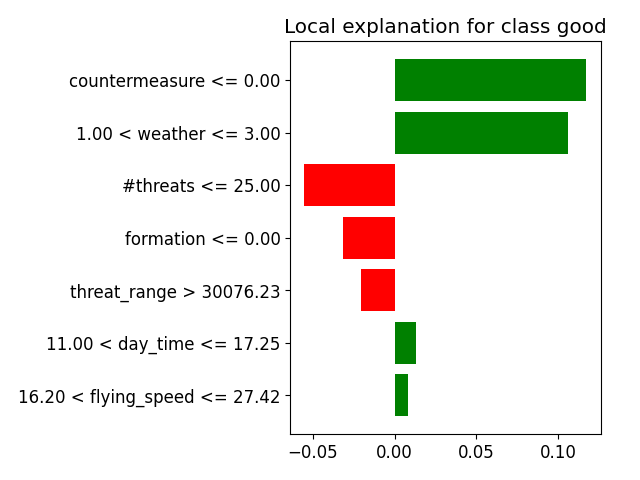 Local explanation for class good
countermeasure <= 0.00
1.00 < weather <= 3.00
#threats <= 25.00
formation <= 0.00
threat_range > 30076.23
11.00 < day_time <= 17.25
16.20 < flying_speed <= 27.42
−0.05 0.00 0.05 0.10